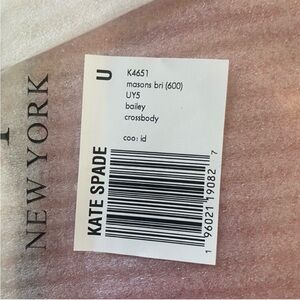 NEW YORK
KATE SPADE
U
K4651
masons bri (600)
UY5
bailey
crossbody
coo: id
1 96021 19082 7